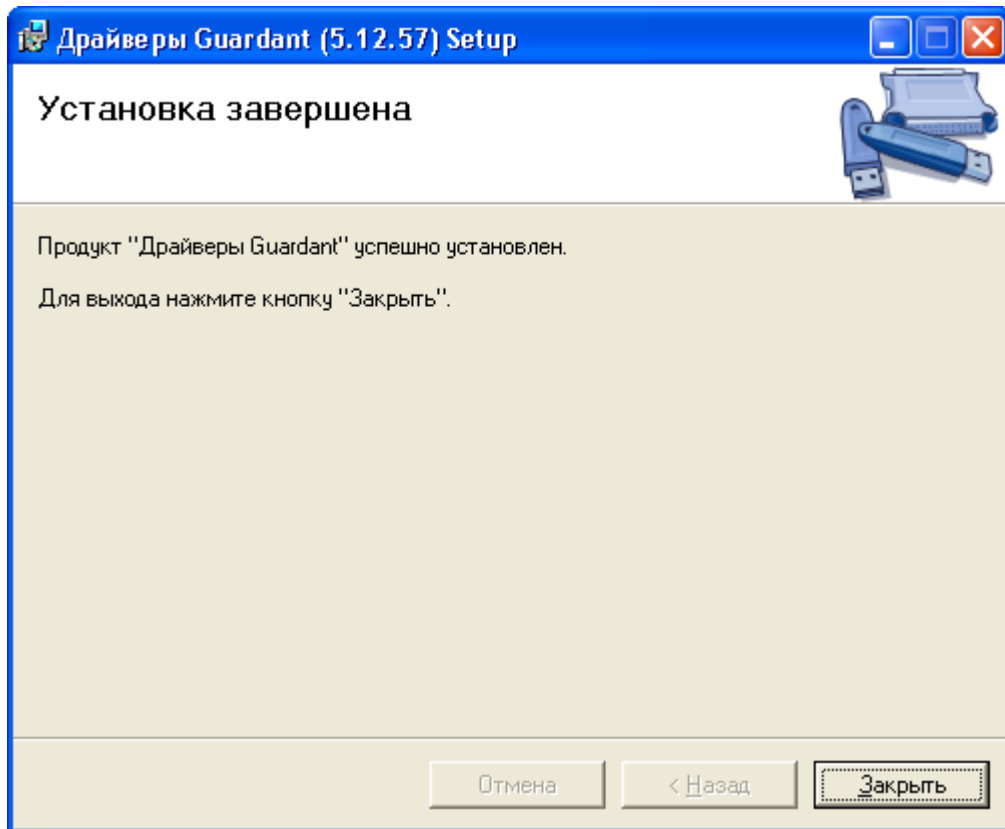 Драйверы Guardant (5.12.57) Setup
Установка завершена
Продукт "Драйверы Guardant" успешно установлен.
Для выхода нажмите кнопку "Закрыть".
Отмена
< Назад
Закрыть